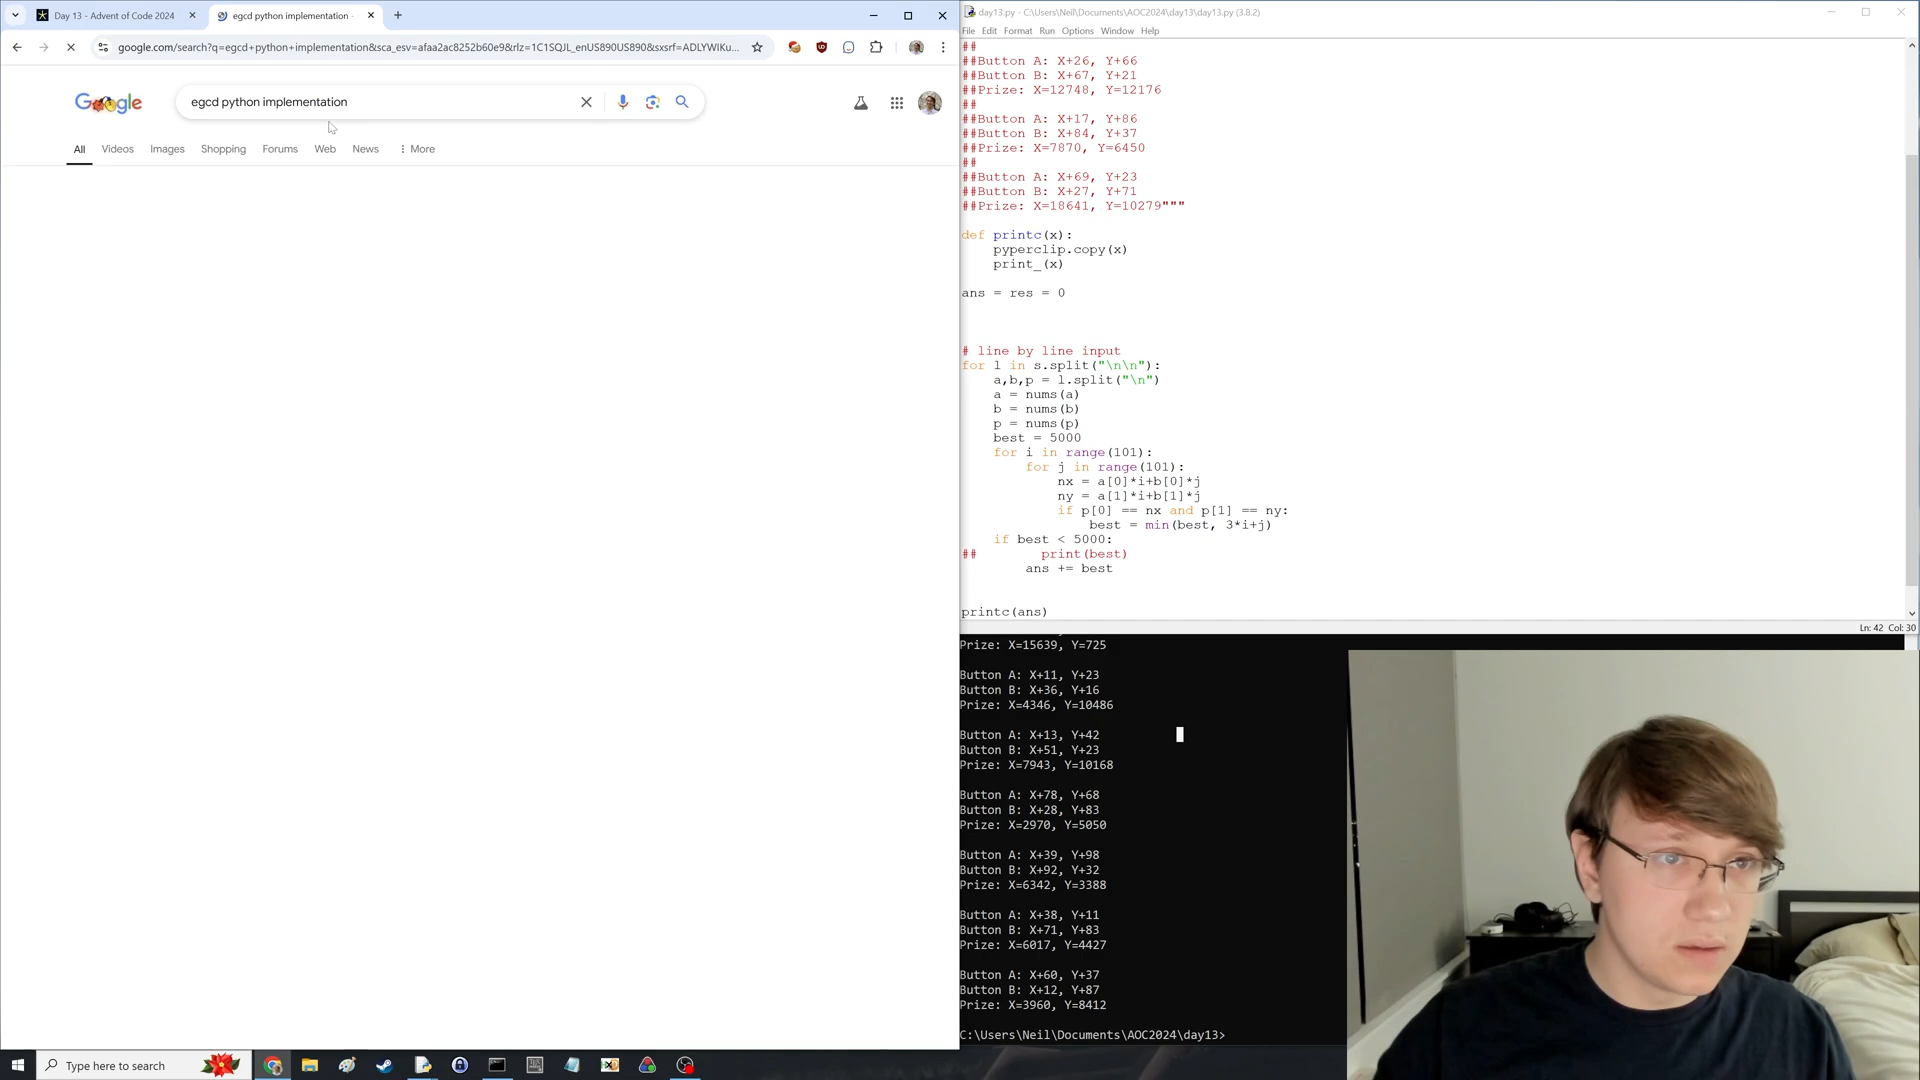 Day 13 - Advent of Code 2024
egcd python implementation -
google.com/search?q=egcd+python+implementation&sca_esv=afaa2ac8252b60e9&rlz=1C1SQJL_enUS890US890&sxsrf=ADLYWIKu...
Google
egcd python implementation
All Videos Images Shopping Forums Web News More
day13.py - C:\Users\Neil\Documents\AOC2024\day13\day13.py (3.8.2)
File Edit Format Run Options Window Help
##
##Button A: X+26, Y+66
##Button B: X+67, Y+21
##Prize: X=12748, Y=12176
##
##Button A: X+17, Y+86
##Button B: X+84, Y+37
##Prize: X=7870, Y=6450
##
##Button A: X+69, Y+23
##Button B: X+27, Y+71
##Prize: X=18641, Y=10279"""
def printc(x):
pyperclip.copy(x)
print_(x)
ans = res = 0
# line by line input
for l in s.split("\n\n"):
a,b,p = l.split("\n")
a = nums(a)
b = nums(b)
p = nums(p)
best = 5000
for i in range(101):
for j in range(101):
nx = a[0]*i+b[0]*j
ny = a[1]*i+b[1]*j
if p[0] == nx and p[1] == ny:
best = min(best, 3*i+j)
if best < 5000:
## print(best)
ans += best
printc(ans)
Ln: 42 Col: 30
Prize: X=15639, Y=725
Button A: X+11, Y+23
Button B: X+36, Y+16
Prize: X=4346, Y=10486
Button A: X+13, Y+42
Button B: X+51, Y+23
Prize: X=7943, Y=10168
Button A: X+78, Y+68
Button B: X+28, Y+83
Prize: X=2970, Y=5050
Button A: X+39, Y+98
Button B: X+92, Y+32
Prize: X=6342, Y=3388
Button A: X+38, Y+11
Button B: X+71, Y+83
Prize: X=6017, Y=4427
Button A: X+60, Y+37
Button B: X+12, Y+87
Prize: X=3960, Y=8412
C:\Users\Neil\Documents\AOC2024\day13>
Type here to search